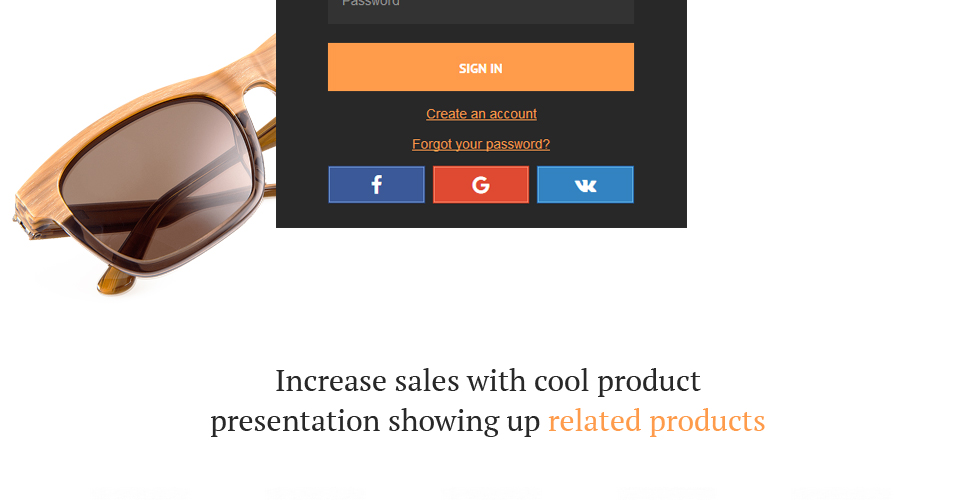 Password
SIGN IN
Create an account
Forgot your password?
Increase sales with cool product
presentation showing up related products